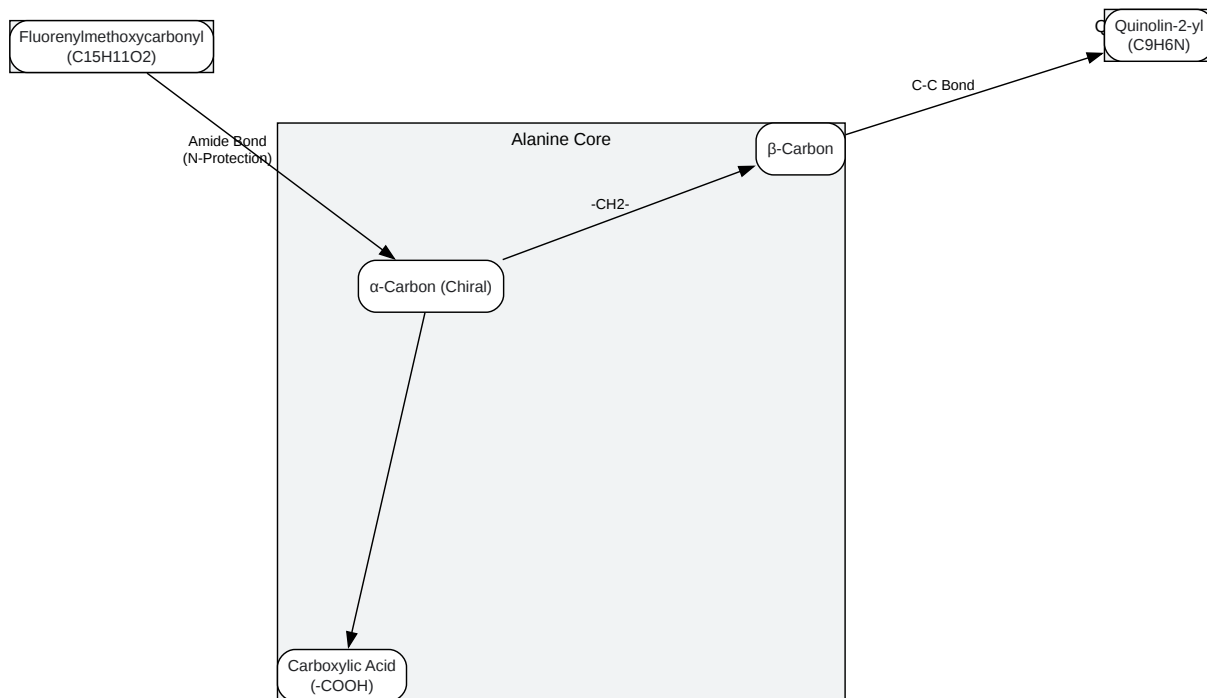 Fluorenylmethoxycarbonyl
(C15H11O2)
Quinolin-2-yl
(C9H6N)
C-C Bond
Amide Bond
(N-Protection)
Alanine Core
β-Carbon
-CH2-
α-Carbon (Chiral)
Carboxylic Acid
(-COOH)